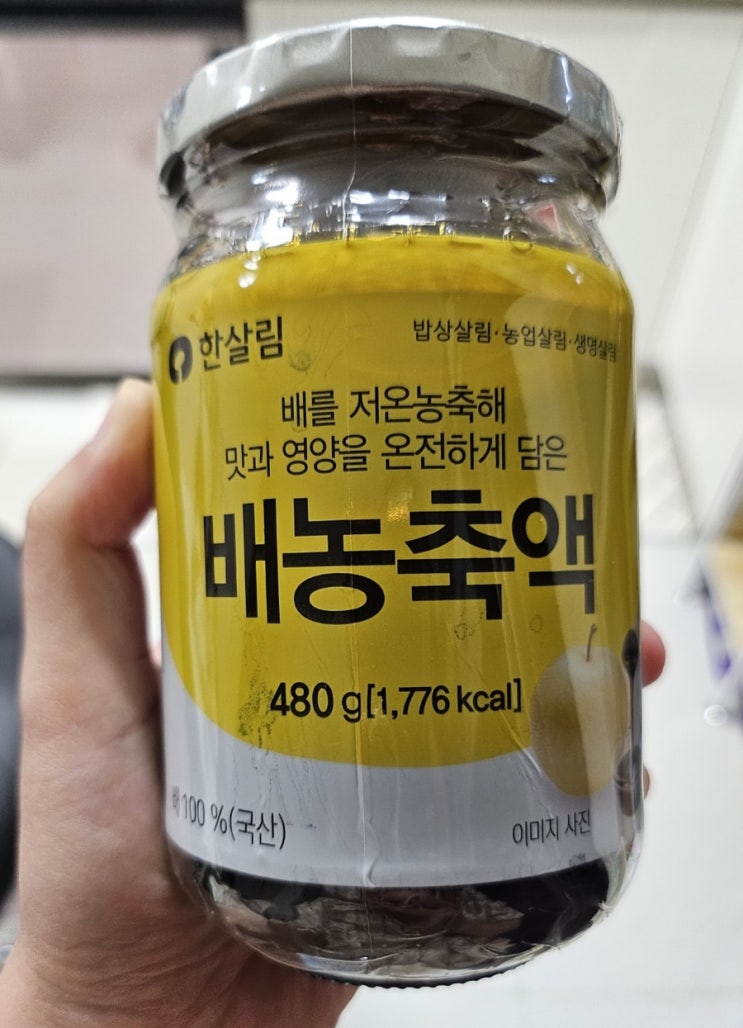 한살림
밥상살림·농업살림·생명살림
배를 저온농축해
맛과 영양을 온전하게 담은
배농축액
480 g[1,776 kcal]
배 100 %(국산)
이미지 사진